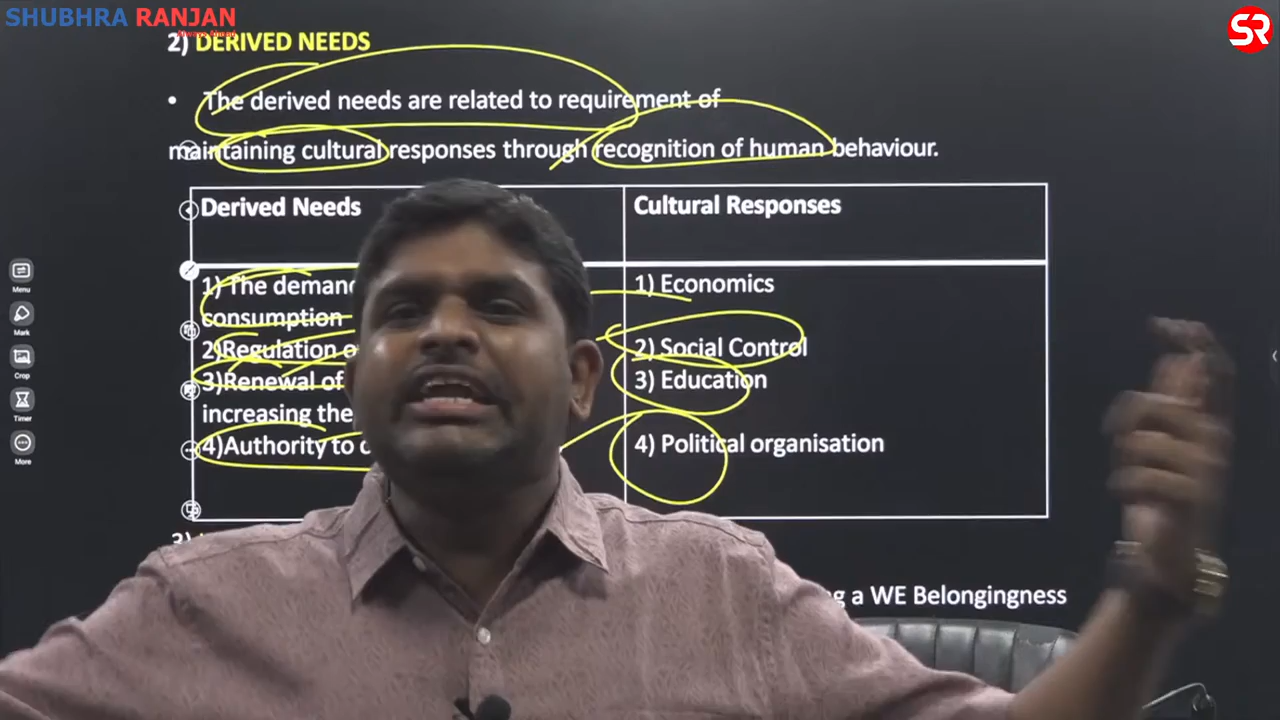 SHUBHRA RANJAN
Always Ahead
SR
2) DERIVED NEEDS
• The derived needs are related to requirement of
maintaining cultural responses through recognition of human behaviour.
Derived Needs
Cultural Responses
1) The demand
consumption
2)Regulation
3)Renewal of
increasing the
4)Authority to
1) Economics
2) Social Control
3) Education
4) Political organisation
3)
a WE Belongingness
Menu
Mark
Crop
Timer
More